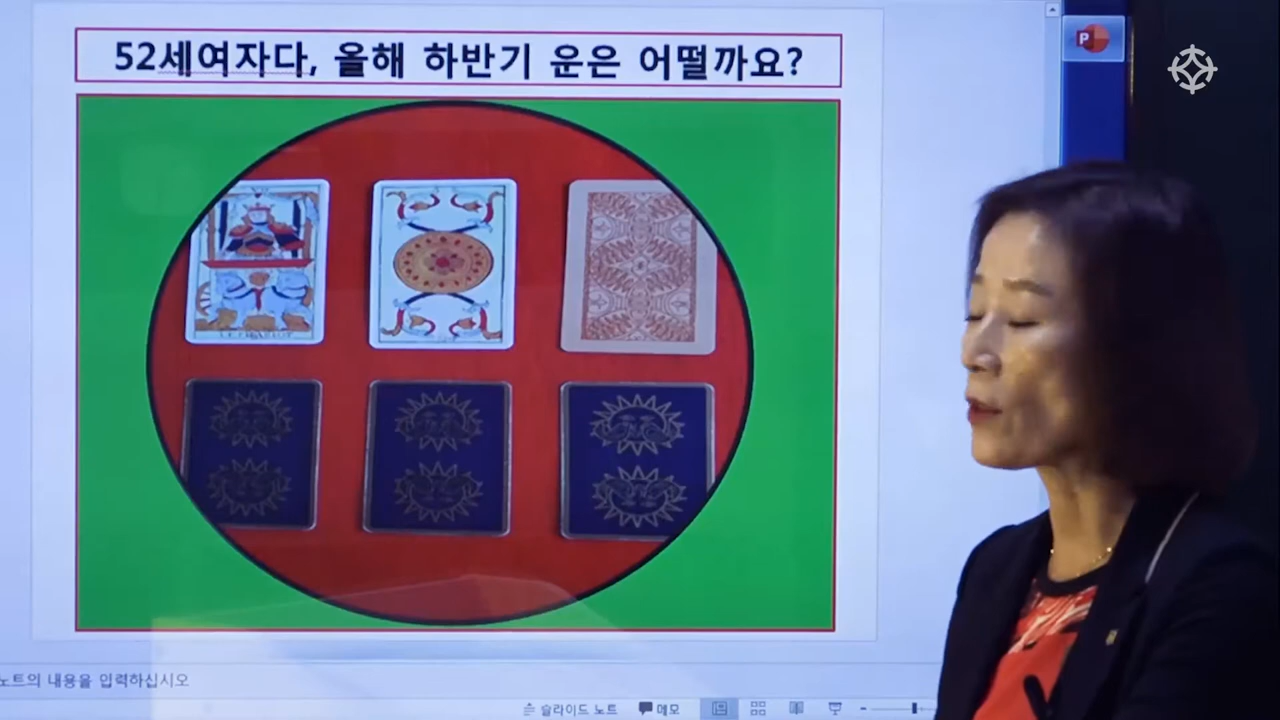 52세여자다, 올해 하반기 운은 어떨까요?
P
노트의 내용을 입력하십시오
슬라이드 노트
메모